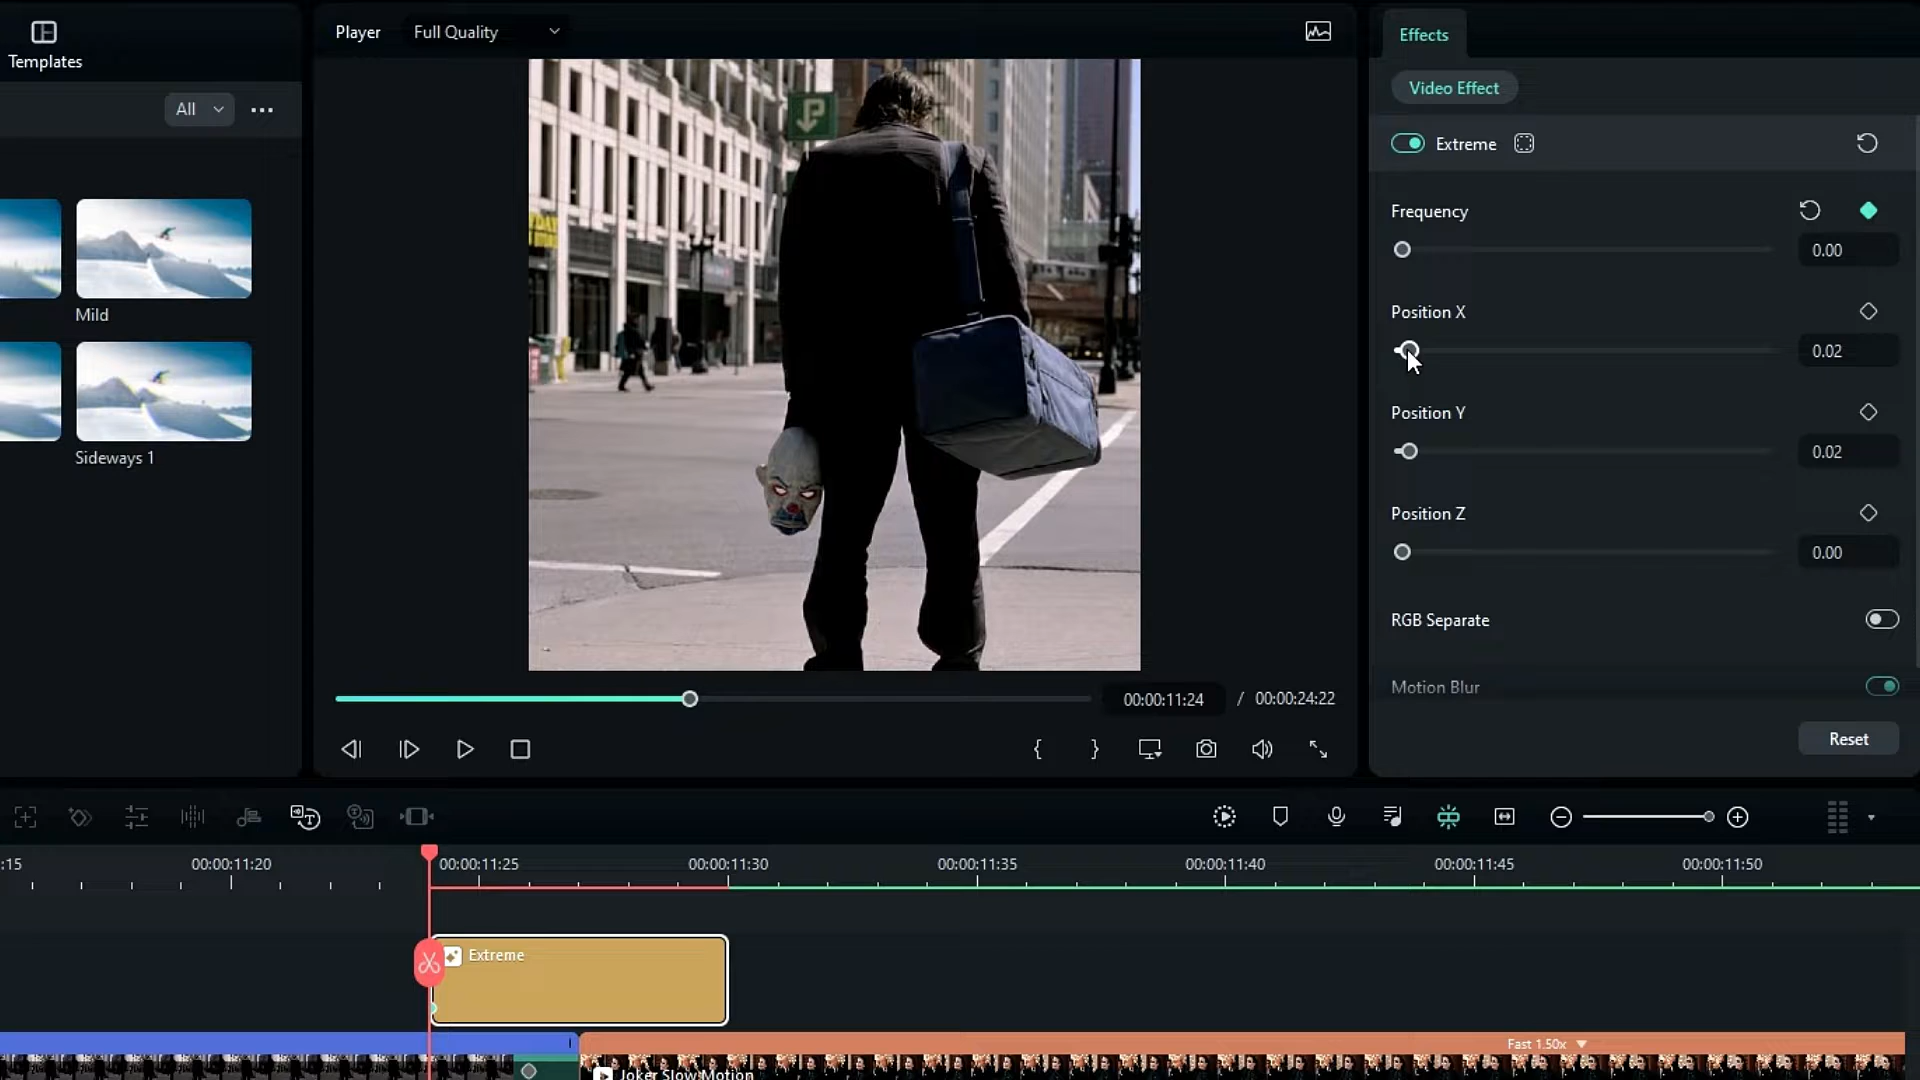 Templates
Player
Full Quality
Effects
Video Effect
All
Extreme
Frequency
0.00
Mild
Position X
0.02
Sideways 1
Position Y
0.02
Position Z
0.00
RGB Separate
Motion Blur
00:00:11:24 / 00:00:24:22
Reset
P
:15
00:00:11:20
00:00:11:25
00:00:11:30
00:00:11:35
00:00:11:40
00:00:11:45
00:00:11:50
Extreme
Fast 1.50x
Joker Slow Motion